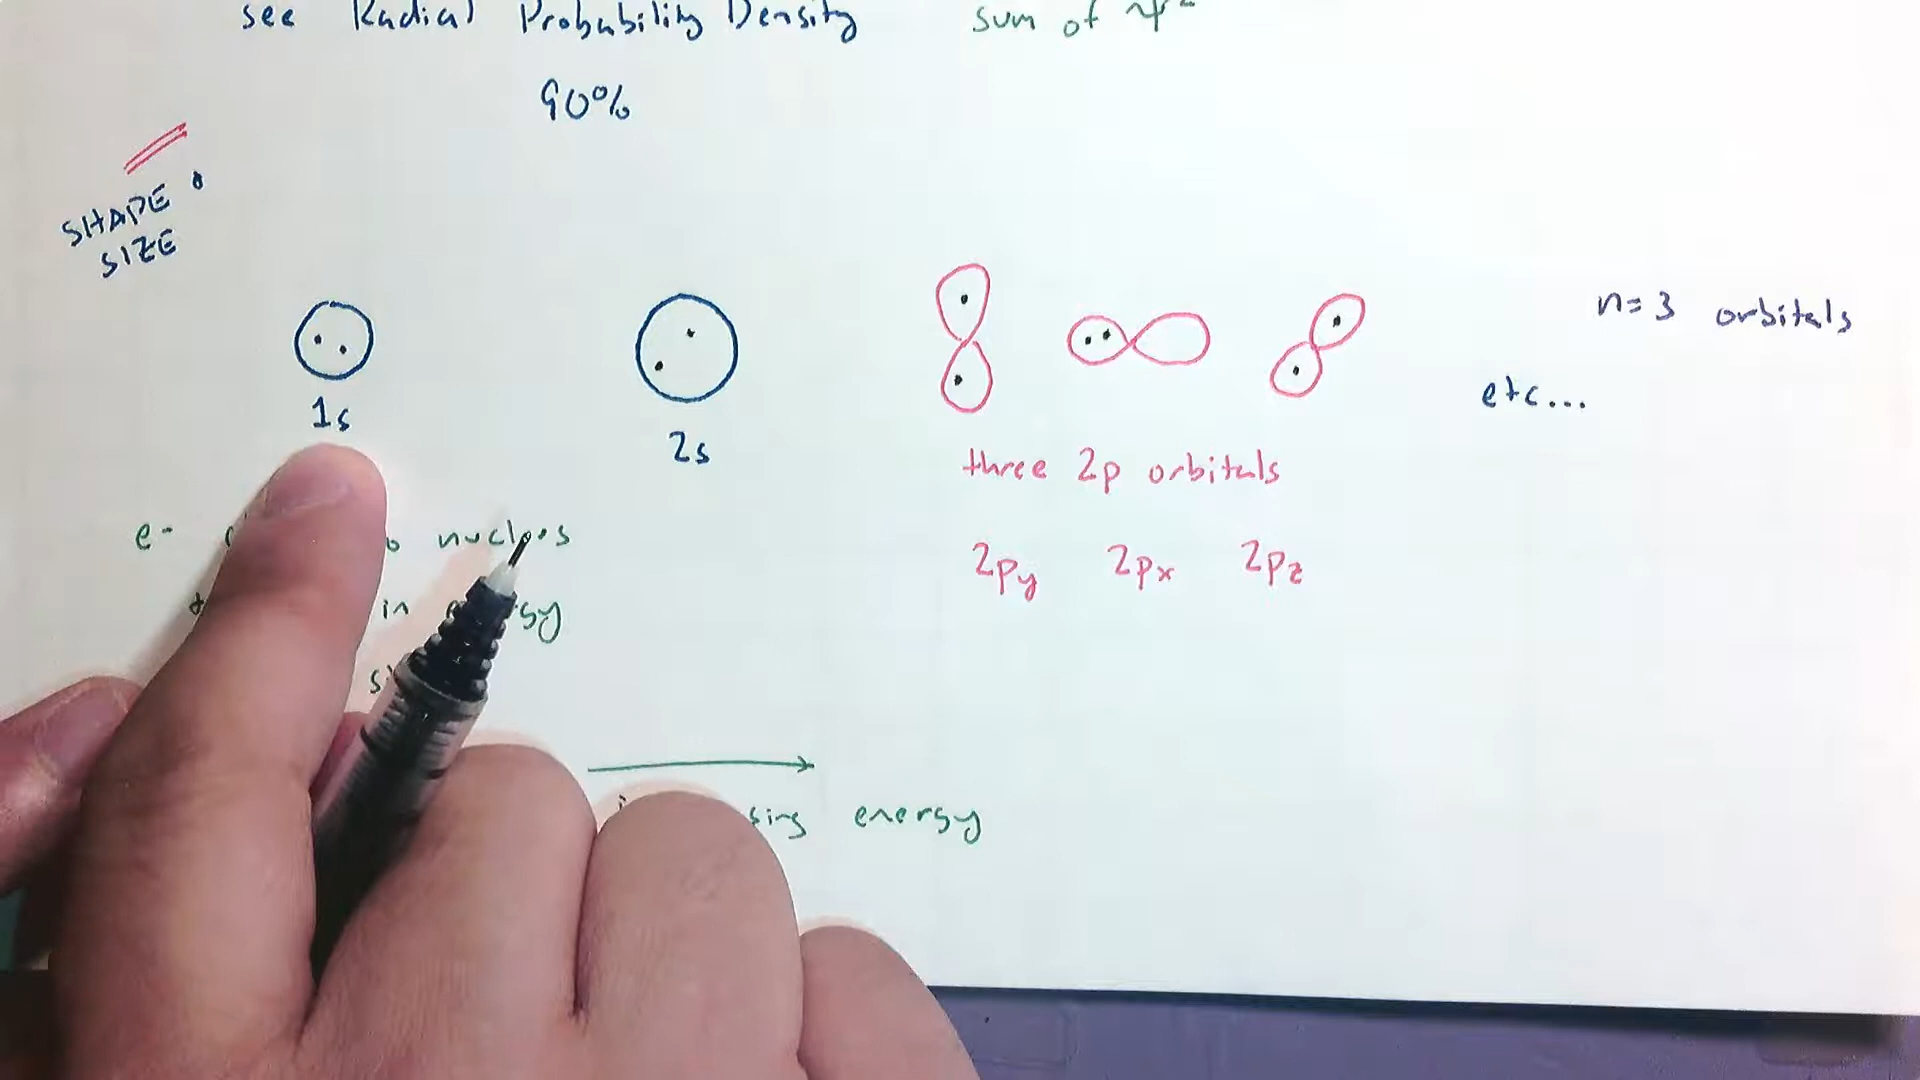 see Radial Probability Density
sum of ψ²
90%
SHAPE
SIZE
1s
2s
three 2p orbitals
2py 2px 2pz
n=3 orbitals
etc...
e- nucleus
in
energy